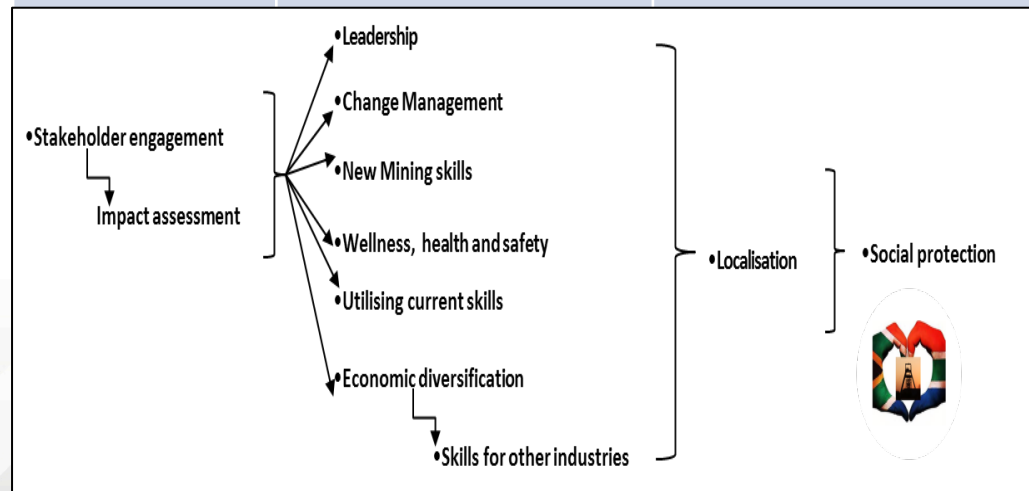 •Stakeholder engagement
Impact assessment
•Leadership
•Change Management
•New Mining skills
•Wellness, health and safety
•Utilising current skills
•Economic diversification
•Skills for other industries
•Localisation
•Social protection